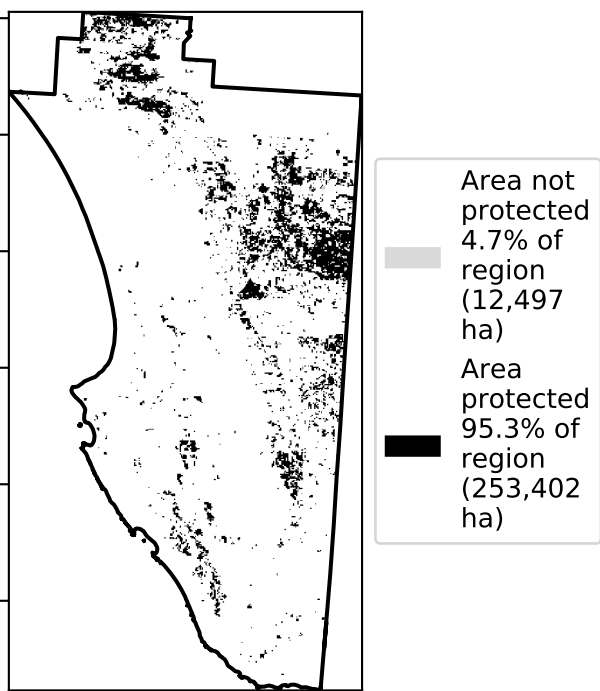 Area not
protected
4.7% of
region
(12,497
ha)
Area
protected
95.3% of
region
(253,402
ha)